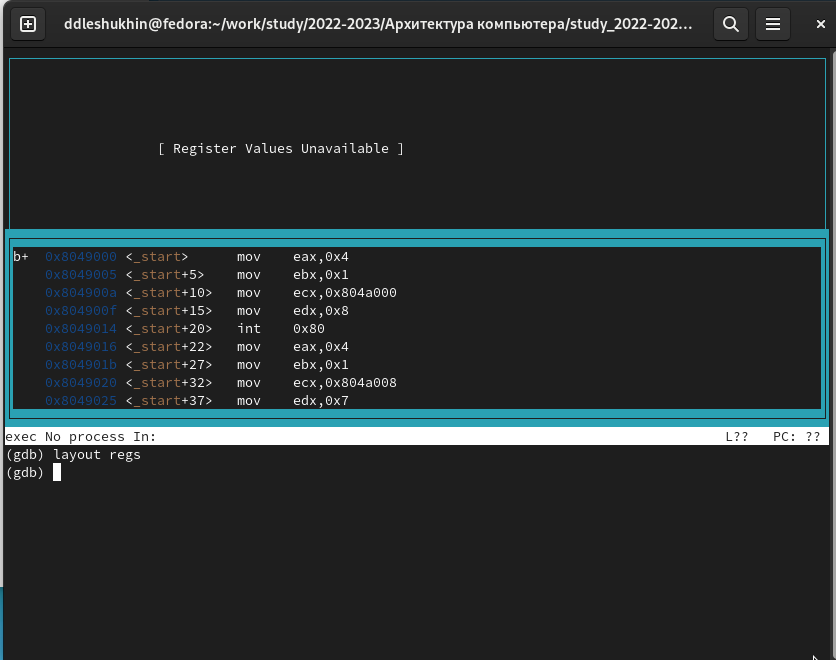 ddleshukhin@fedora:~/work/study/2022-2023/Архитектура компьютера/study_2022-202...
[ Register Values Unavailable ]
b+ 0x8049000 <_start> mov eax,0x4
0x8049005 <_start+5> mov ebx,0x1
0x804900a <_start+10> mov ecx,0x804a000
0x804900f <_start+15> mov edx,0x8
0x8049014 <_start+20> int 0x80
0x8049016 <_start+22> mov eax,0x4
0x804901b <_start+27> mov ebx,0x1
0x8049020 <_start+32> mov ecx,0x804a008
0x8049025 <_start+37> mov edx,0x7
exec No process In: L?? PC: ??
(gdb) layout regs
(gdb)